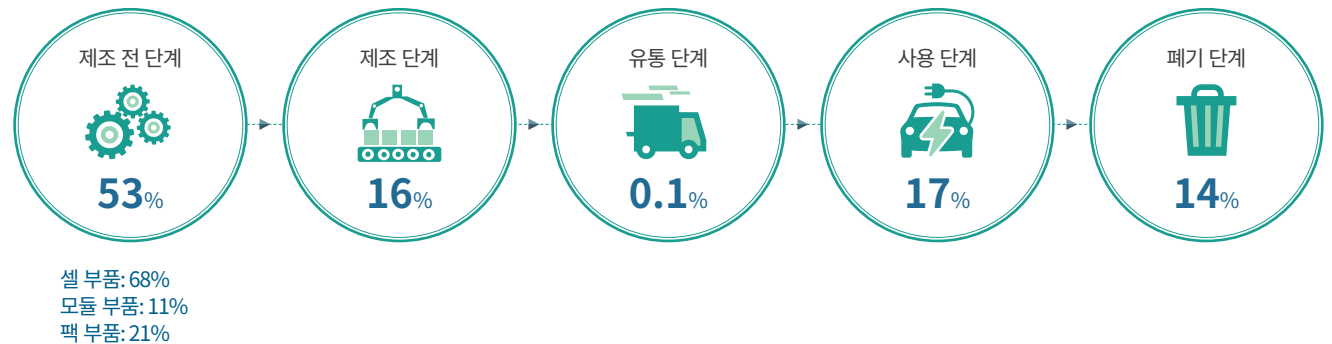 제조 전 단계
53%
제조 단계
16%
유통 단계
0.1%
사용 단계
17%
폐기 단계
14%
셀 부품: 68%
모듈 부품: 11%
팩 부품: 21%